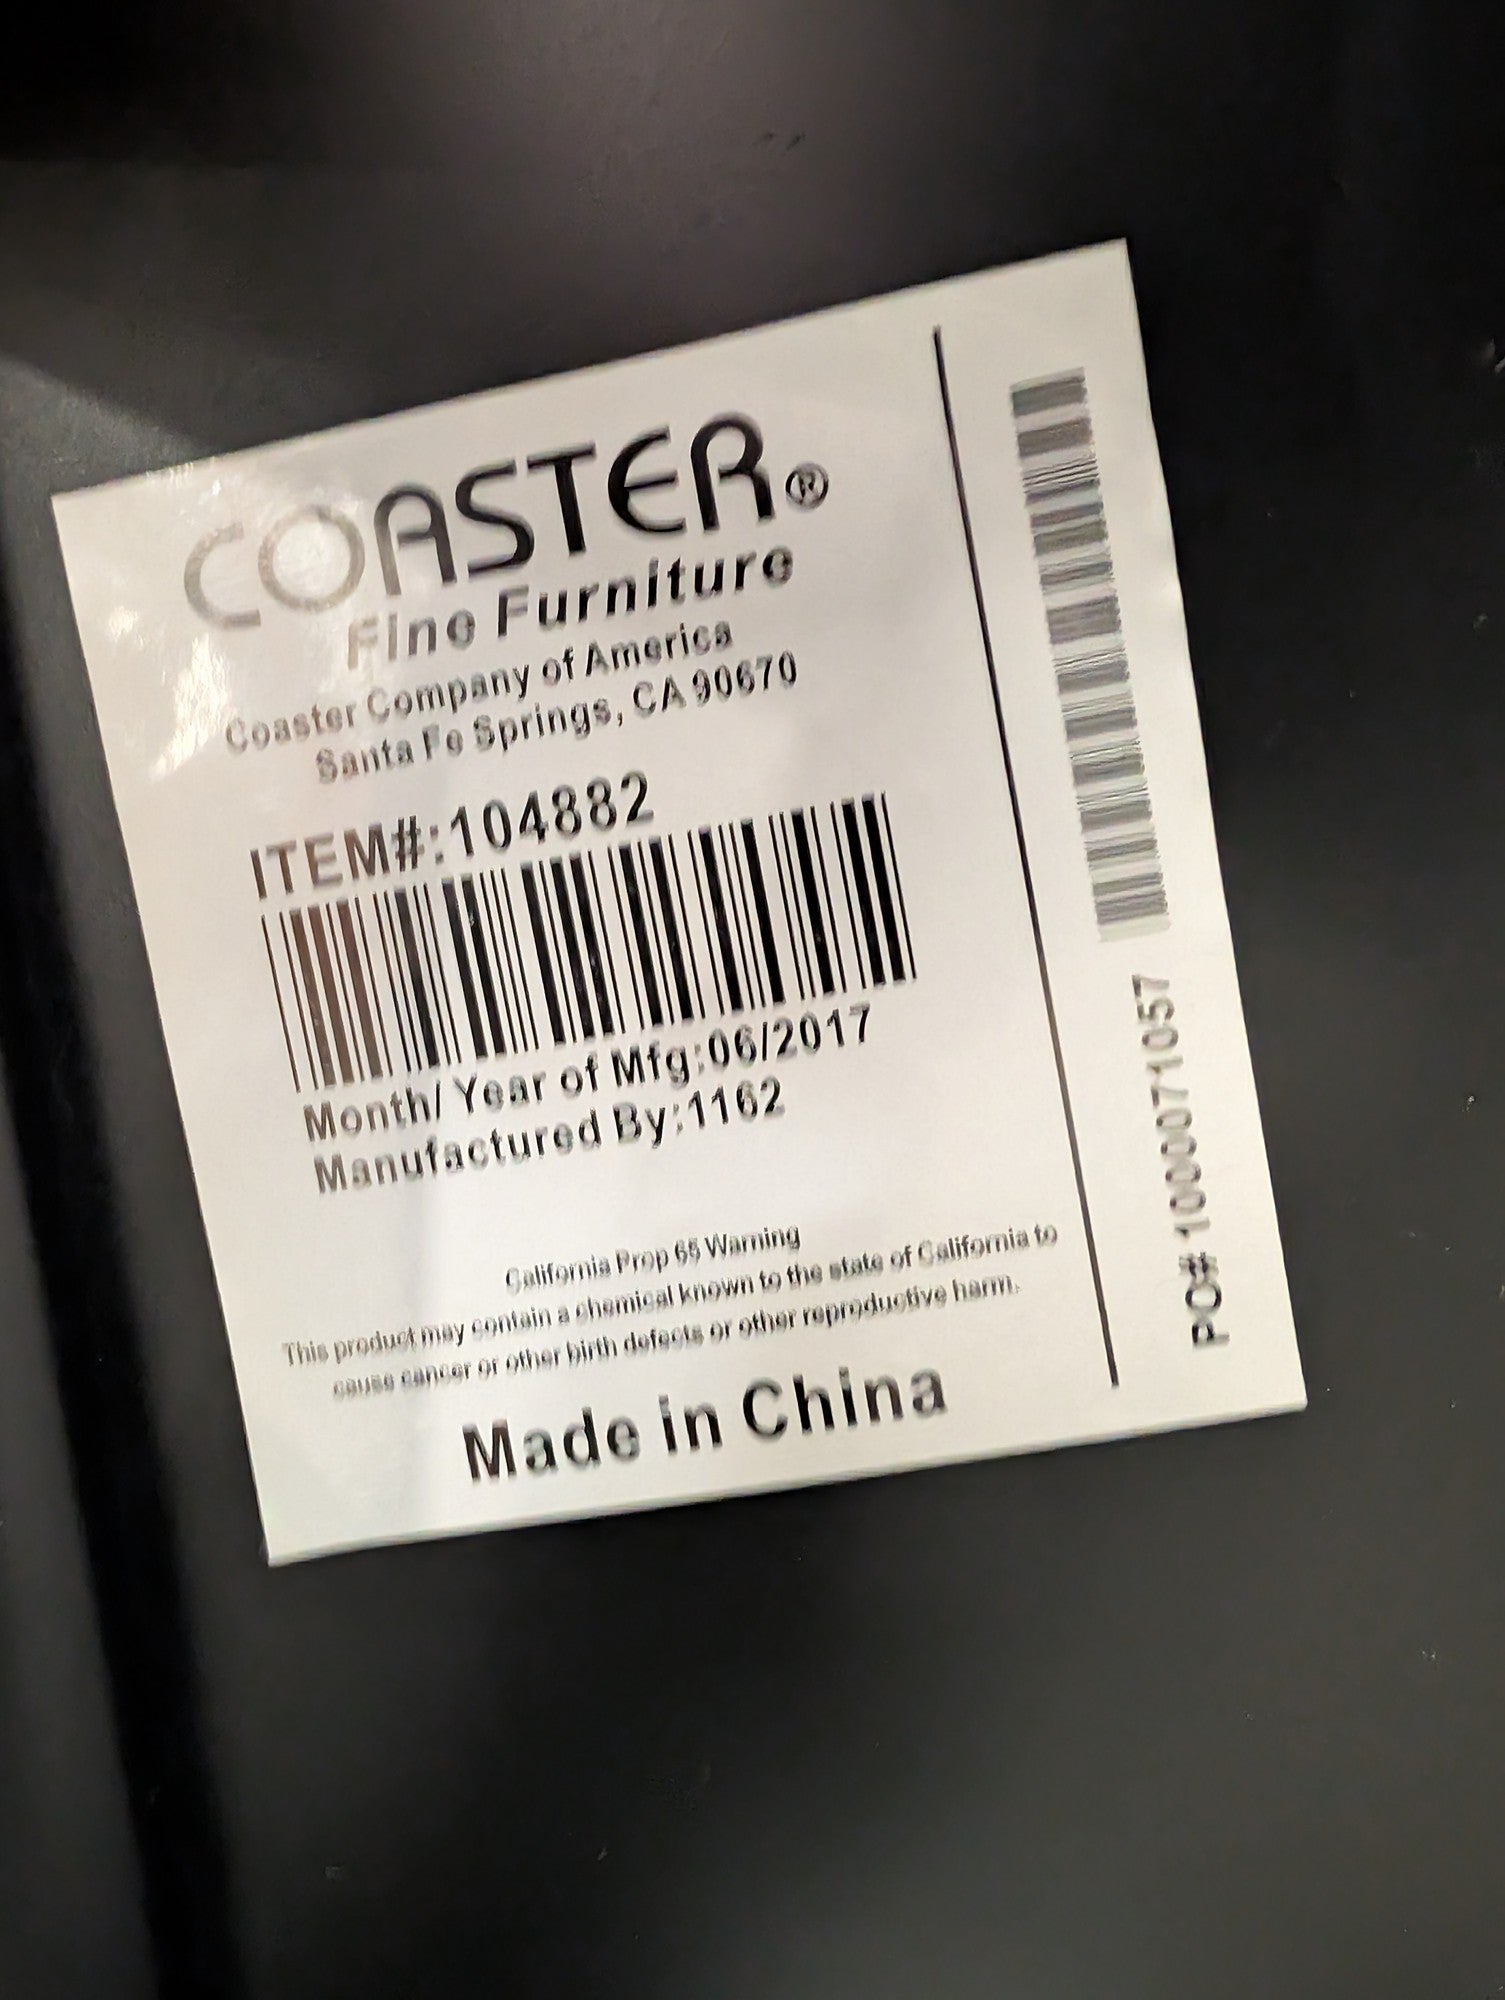 COASTER®
Fine Furniture
Coaster Company of America
Santa Fe Springs, CA 90670
ITEM#:104882
Month/ Year of Mfg:06/2017
Manufactured By:1162
California Prop 65 Warning
This product may contain a chemical known to the state of California to
cause cancer or other birth defects or other reproductive harm.
Made in China
PO# 1000071057